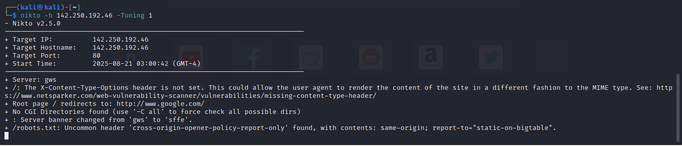 (kali㉿kali)-[~]
$ nikto -h 142.250.192.46 -Tuning 1
- Nikto v2.5.0
+ Target IP: 142.250.192.46
+ Target Hostname: 142.250.192.46
+ Target Port: 80
+ Start Time: 2025-08-21 03:00:42 (GMT-4)
+ Server: gws
+ /: The X-Content-Type-Options header is not set. This could allow the user agent to render the content of the site in a different fashion to the MIME type. See: http
s://www.netsparker.com/web-vulnerability-scanner/vulnerabilities/missing-content-type-header/
+ Root page / redirects to: http://www.google.com/
+ No CGI Directories found (use '-C all' to force check all possible dirs)
+ : Server banner changed from 'gws' to 'sffe'.
+ /robots.txt: Uncommon header 'cross-origin-opener-policy-report-only' found, with contents: same-origin; report-to="static-on-bigtable".